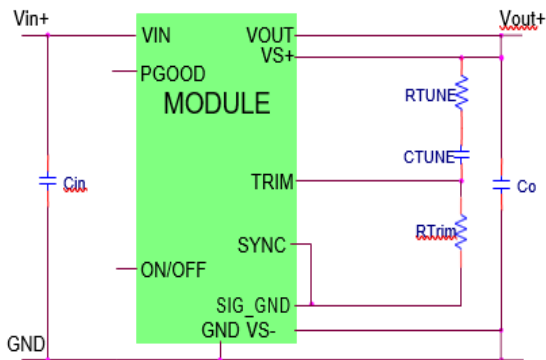 Vin+
Vout+
VIN
VOUT
VS+
PGOOD
RTUNE
MODULE
CTUNE
Cin
TRIM
Co
RTrim
SYNC
ON/OFF
SIG_GND
GND
GND VS-